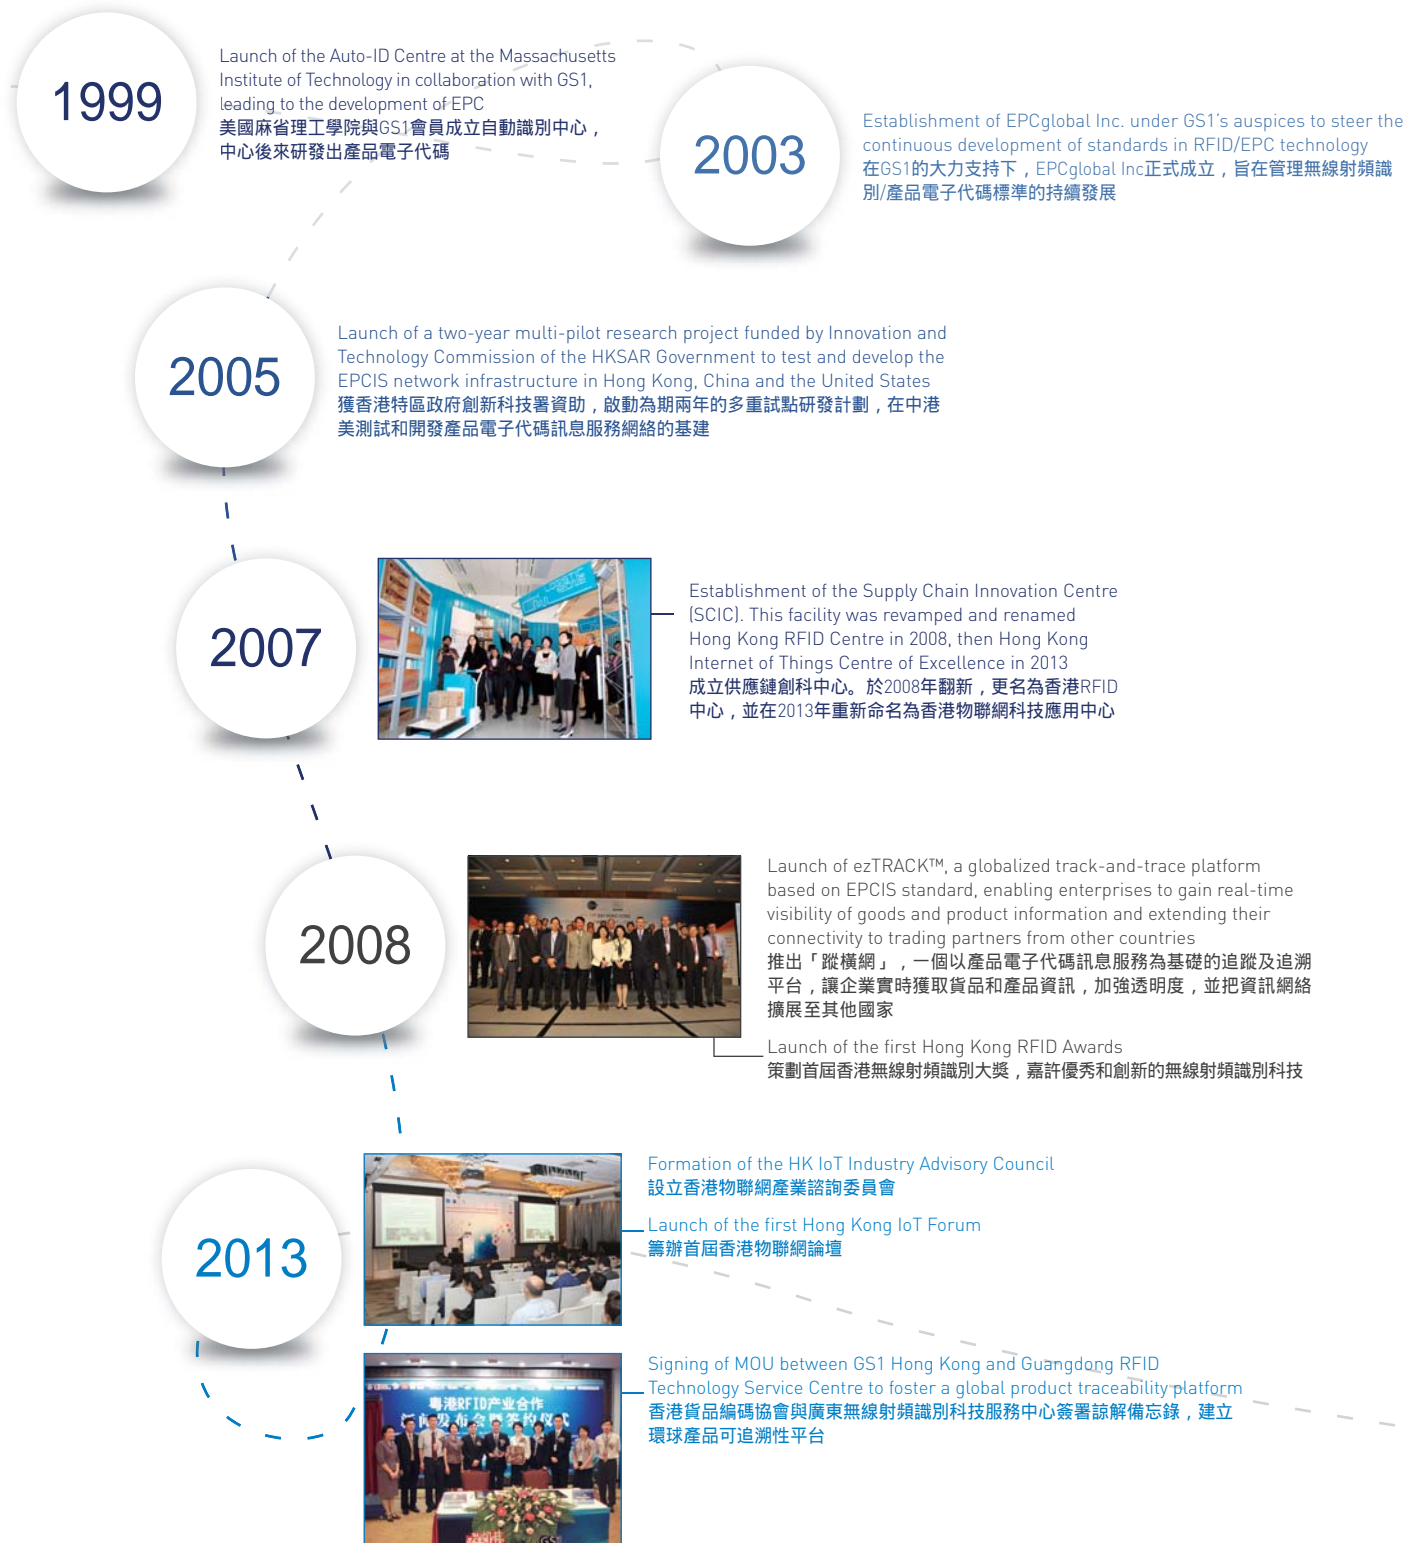 1999
Launch of the Auto-ID Centre at the Massachusetts
Institute of Technology in collaboration with GS1,
leading to the development of EPC
美國麻省理工學院與GS1會員成立自動識別中心，
中心後來研發出產品電子代碼
2003
Establishment of EPCglobal Inc. under GS1's auspices to steer the
continuous development of standards in RFID/EPC technology
在GS1的大力支持下，EPCglobal Inc正式成立，旨在管理無線射頻識
別/產品電子代碼標準的持續發展
2005
Launch of a two-year multi-pilot research project funded by Innovation and
Technology Commission of the HKSAR Government to test and develop the
EPCIS network infrastructure in Hong Kong, China and the United States
獲香港特區政府創新科技署資助，啟動為期兩年的多重試點研發計劃，在中港
美測試和開發產品電子代碼訊息服務網絡的基建
2007
Establishment of the Supply Chain Innovation Centre
(SCIC). This facility was revamped and renamed
Hong Kong RFID Centre in 2008, then Hong Kong
Internet of Things Centre of Excellence in 2013
成立供應鏈創科中心。於2008年翻新，更名為香港RFID
中心，並在2013年重新命名為香港物聯網科技應用中心
2008
Launch of ezTRACK™, a globalized track-and-trace platform
based on EPCIS standard, enabling enterprises to gain real-time
visibility of goods and product information and extending their
connectivity to trading partners from other countries
推出「蹤橫網」，一個以產品電子代碼訊息服務為基礎的追蹤及追溯
平台，讓企業實時獲取貨品和產品資訊，加強透明度，並把資訊網絡
擴展至其他國家
Launch of the first Hong Kong RFID Awards
策劃首屆香港無線射頻識別大獎，嘉許優秀和創新的無線射頻識別科技
2013
Formation of the HK IoT Industry Advisory Council
設立香港物聯網產業諮詢委員會
Launch of the first Hong Kong IoT Forum
籌辦首屆香港物聯網論壇
Signing of MOU between GS1 Hong Kong and Guangdong RFID
Technology Service Centre to foster a global product traceability platform
香港貨品編碼協會與廣東無線射頻識別科技服務中心簽署諒解備忘錄，建立
環球產品可追溯性平台
粤港RFID产业合作